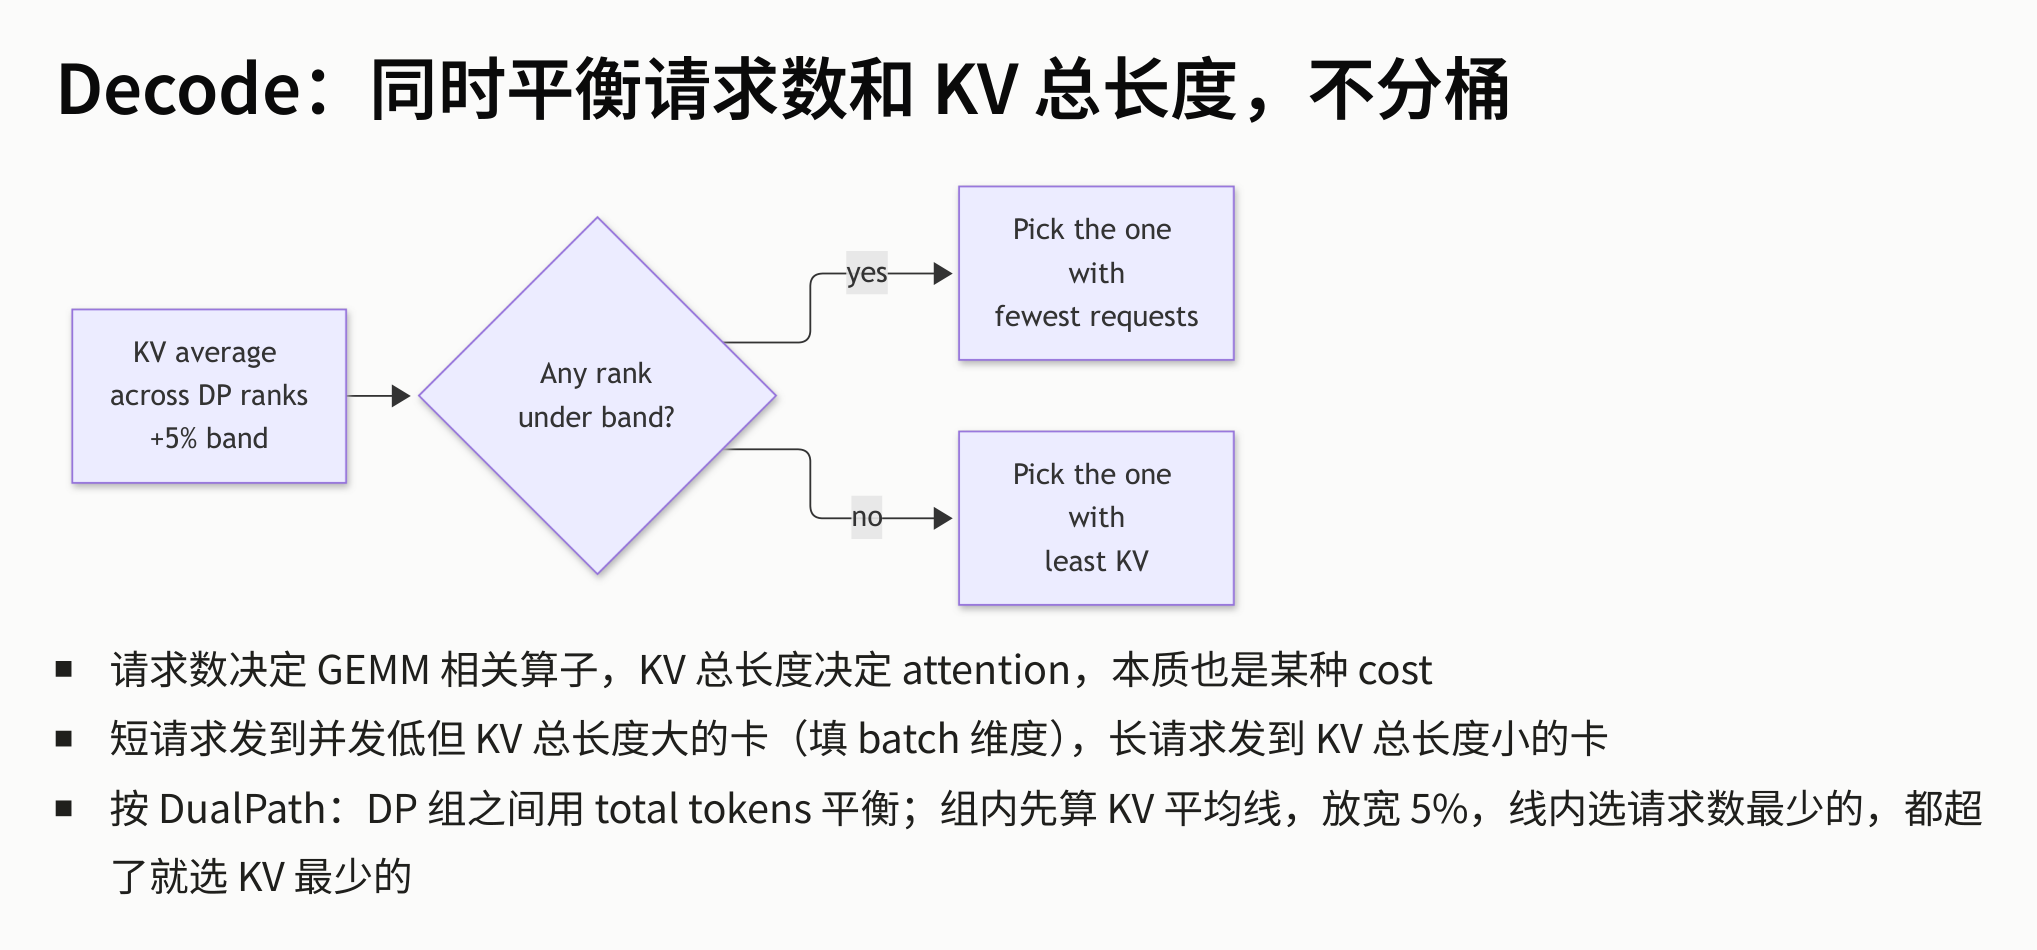 Decode：同时平衡请求数和 KV 总长度，不分桶
KV average
across DP ranks
+5% band
Any rank
under band?
yes
Pick the one
with
fewest requests
no
Pick the one
with
least KV
■ 请求数决定 GEMM 相关算子，KV 总长度决定 attention，本质也是某种 cost
■ 短请求发到并发低但 KV 总长度大的卡（填 batch 维度），长请求发到 KV 总长度小的卡
■ 按 DualPath：DP 组之间用 total tokens 平衡；组内先算 KV 平均线，放宽 5%，线内选请求数最少的，都超
了就选 KV 最少的